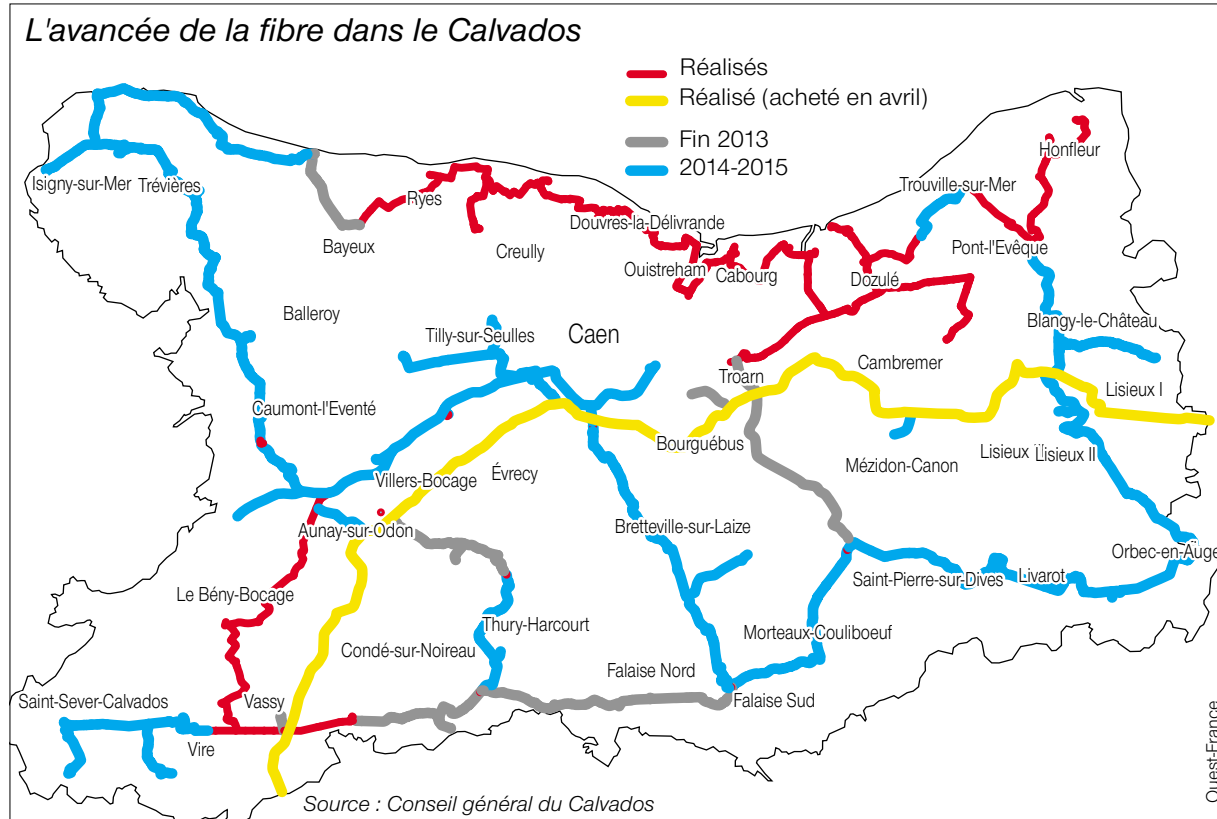 L'avancée de la fibre dans le Calvados
Réalisés
Réalisé (acheté en avril)
Fin 2013
2014-2015
Honfleur
Isigny-sur-Mer
Trévières
Trouville-sur-Mer
Ryes
Douvres-la-Délivrande
Bayeux
Creully
Pont-l'Evêque
Ouistreham
Cabourg
Dozulé
Balleroy
Tilly-sur-Seulles
Caen
Blangy-le-Château
Troarn
Cambremer
Lisieux I
Caumont-l'Eventé
Bourguébus
Lisieux
Lisieux II
Mézidon-Canon
Villers-Bocage
Évrecy
Aunay-sur-Odon
Bretteville-sur-Laize
Orbec-en-Auge
Saint-Pierre-sur-Dives
Livarot
Le Bény-Bocage
Thury-Harcourt
Morteaux-Couliboeuf
Condé-sur-Noireau
Falaise Nord
Saint-Sever-Calvados
Vassy
Falaise Sud
Vire
Source : Conseil général du Calvados
Ouest-France